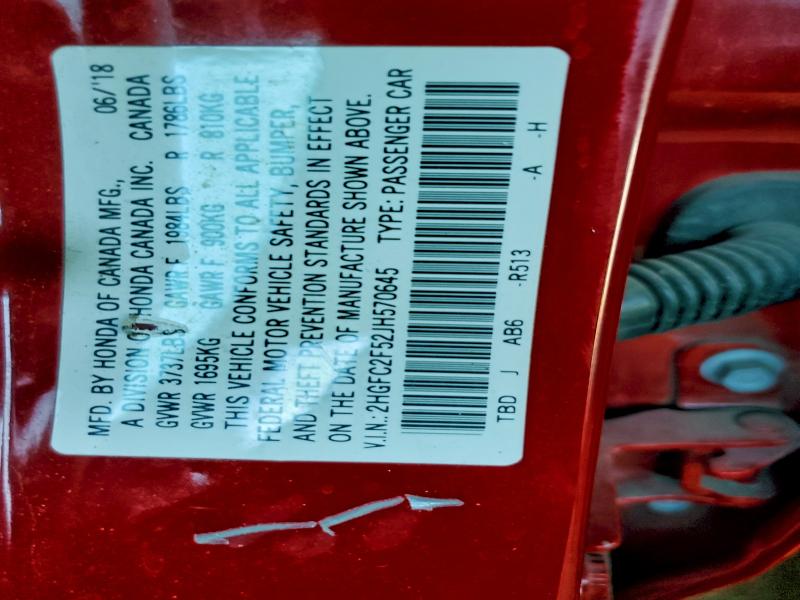 MFD. BY HONDA OF CANADA MFG., 06/'18
A DIVISION OF HONDA CANADA INC. CANADA
GVWR 3737LBS GAWR F 1984LBS R 1786LBS
GVWR 1695KG GAWR F 900KG R 810KG
THIS VEHICLE CONFORMS TO ALL APPLICABLE
FEDERAL MOTOR VEHICLE SAFETY, BUMPER,
AND THEFT PREVENTION STANDARDS IN EFFECT
ON THE DATE OF MANUFACTURE SHOWN ABOVE.
V.I.N.: 2HGFC2F52JH570645 TYPE: PASSENGER CAR
TBD J AB6 -R513 -A -H